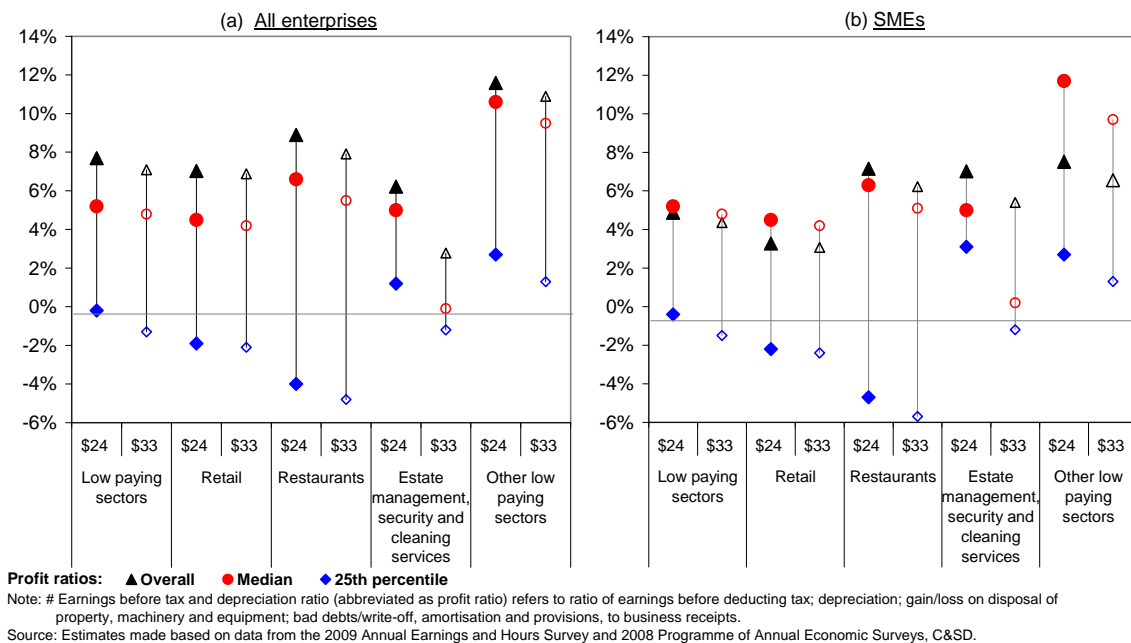 (a) All enterprises
14%
12%
10%
8%
6%
4%
2%
0%
-2%
-4%
-6%
$24 $33 $24 $33 $24 $33 $24 $33 $24 $33
Low paying sectors
Retail
Restaurants
Estate management, security and cleaning services
Other low paying sectors
(b) SMEs
14%
12%
10%
8%
6%
4%
2%
0%
-2%
-4%
-6%
$24 $33 $24 $33 $24 $33 $24 $33 $24 $33
Low paying sectors
Retail
Restaurants
Estate management, security and cleaning services
Other low paying sectors
Profit ratios: Overall Median 25th percentile
Note: # Earnings before tax and depreciation ratio (abbreviated as profit ratio) refers to ratio of earnings before deducting tax; depreciation; gain/loss on disposal of
property, machinery and equipment; bad debts/write-off, amortisation and provisions, to business receipts.
Source: Estimates made based on data from the 2009 Annual Earnings and Hours Survey and 2008 Programme of Annual Economic Surveys, C&SD.